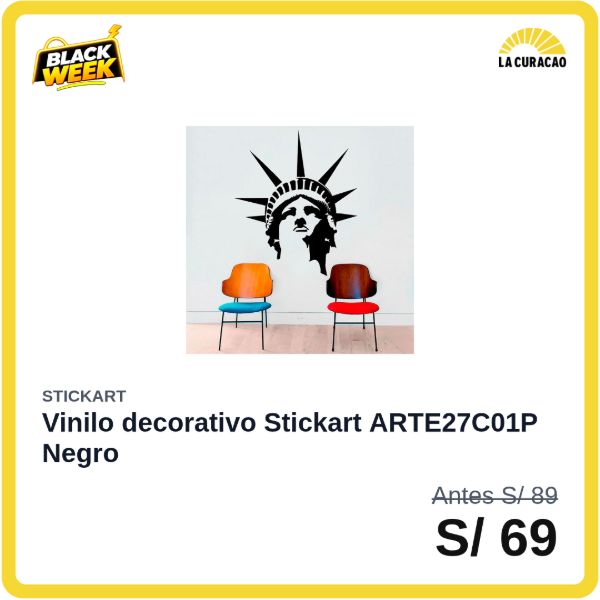 BLACK
WEEK
LA CURACAO
STICKART
Vinilo decorativo Stickart ARTE27C01P
Negro
Antes S/ 89
S/ 69